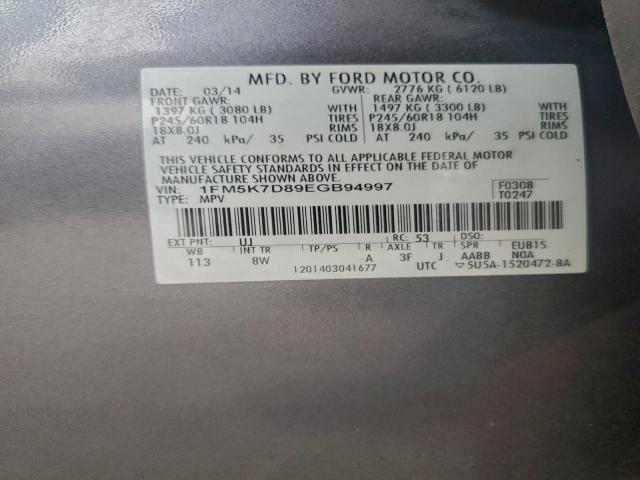 MFD. BY FORD MOTOR CO.
DATE: 03/14 GVWR: 2776 KG ( 6120 LB)
FRONT GAWR: REAR GAWR:
1397 KG ( 3080 LB) WITH 1497 KG ( 3300 LB) WITH
P245/60R18 104H TIRES P245/60R18 104H TIRES
18X8.0J RIMS 18X8.0J RIMS
AT 240 kPa/ 35 PSI COLD AT 240 kPa/ 35 PSI COLD
THIS VEHICLE CONFORMS TO ALL APPLICABLE FEDERAL MOTOR
VEHICLE SAFETY STANDARDS IN EFFECT ON THE DATE OF
MANUFACTURE SHOWN ABOVE.
VIN: 1FM5K7D89EGB94997 F0308
TYPE: MPV T0247
EXT PNT: UJ RC: 53 DSO:
WB INT TR TP/PS R AXLE TR SPR EUB1S
113 8W A 3F J AABB N0A
1201403041677 UTC ▽5U5A-1520472-BA